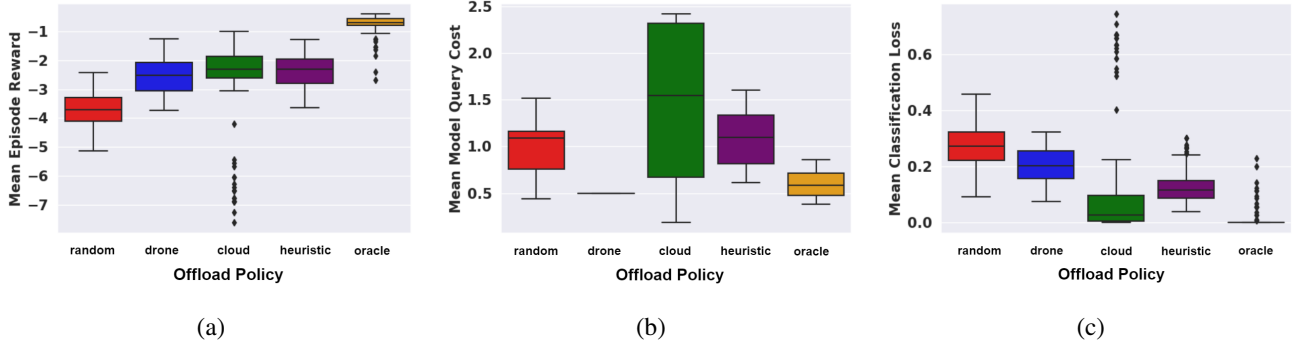 Mean Episode Reward
−1
−2
−3
−4
−5
−6
−7
random drone cloud heuristic oracle
Offload Policy
(a)
Mean Model Query Cost
2.5
2.0
1.5
1.0
0.5
random drone cloud heuristic oracle
Offload Policy
(b)
Mean Classification Loss
0.6
0.4
0.2
0.0
random drone cloud heuristic oracle
Offload Policy
(c)